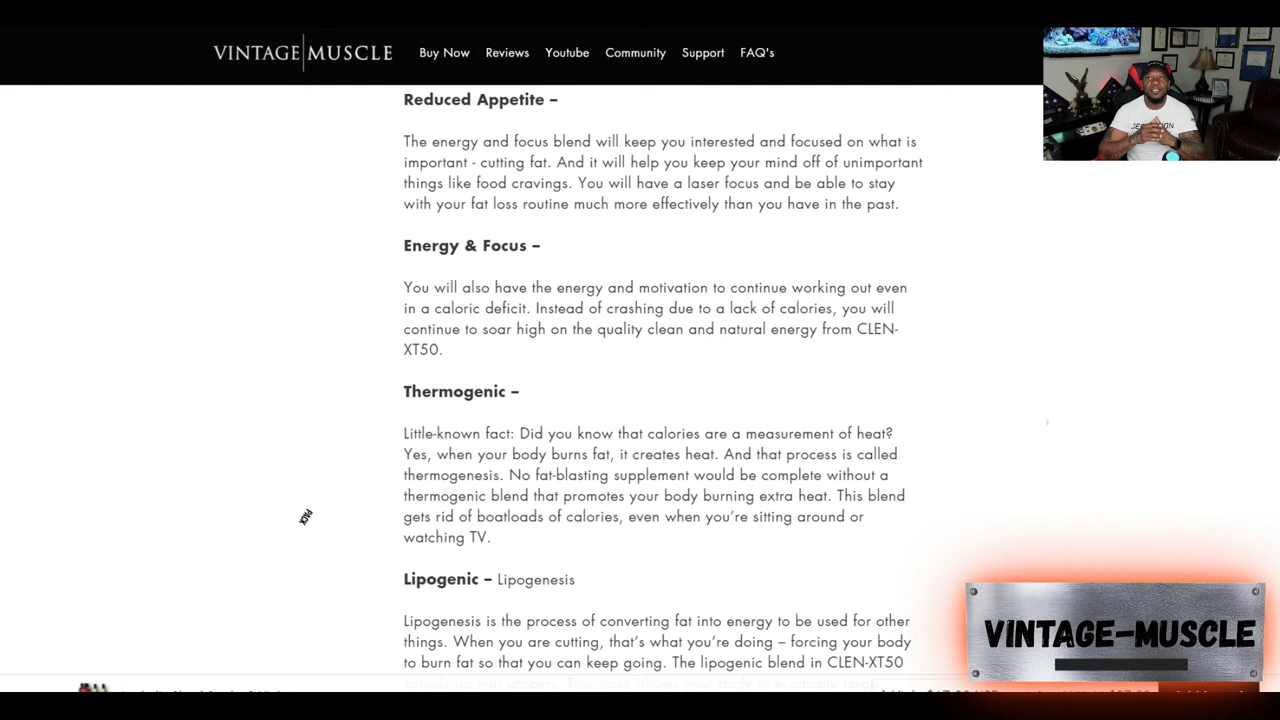 VINTAGE MUSCLE Buy Now Reviews Youtube Community Support FAQ's
Reduced Appetite –
The energy and focus blend will keep you interested and focused on what is
important - cutting fat. And it will help you keep your mind off of unimportant
things like food cravings. You will have a laser focus and be able to stay
with your fat loss routine much more effectively than you have in the past.
Energy & Focus –
You will also have the energy and motivation to continue working out even
in a caloric deficit. Instead of crashing due to a lack of calories, you will
continue to soar high on the quality clean and natural energy from CLEN-
XT50.
Thermogenic –
Little-known fact: Did you know that calories are a measurement of heat?
Yes, when your body burns fat, it creates heat. And that process is called
thermogenesis. No fat-blasting supplement would be complete without a
thermogenic blend that promotes your body burning extra heat. This blend
gets rid of boatloads of calories, even when you’re sitting around or
watching TV.
PACK
Lipogenic – Lipogenesis
Lipogenesis is the process of converting fat into energy to be used for other
things. When you are cutting, that’s what you’re doing – forcing your body
to burn fat so that you can keep going. The lipogenic blend in CLEN-XT50
VINTAGE-MUSCLE